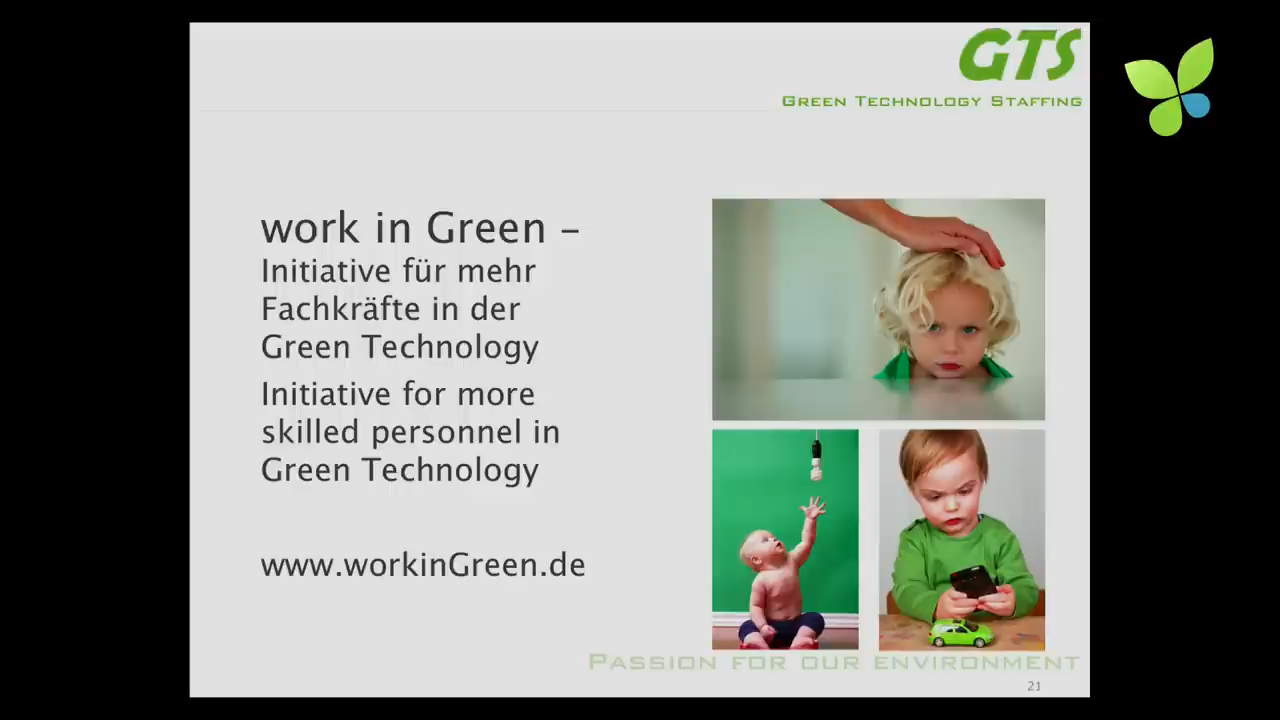 GTS
GREEN TECHNOLOGY STAFFING
work in Green –
Initiative für mehr
Fachkräfte in der
Green Technology
Initiative for more
skilled personnel in
Green Technology
www.workinGreen.de
PASSION FOR OUR ENVIRONMENT
21